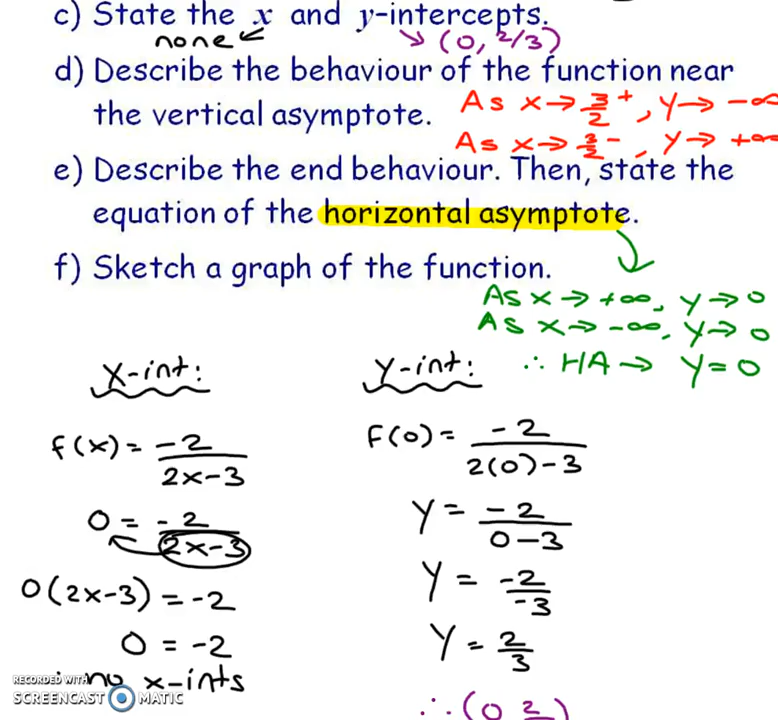 c) State the x and y-intercepts.
none (0, 2/3)
d) Describe the behaviour of the function near
the vertical asymptote.
As x → 3/2⁺, y → -∞
As x → 3/2⁻, y → +∞
e) Describe the end behaviour. Then, state the
equation of the horizontal asymptote.
f) Sketch a graph of the function.
As x → +∞, y → 0
As x → -∞, y → 0
∴ HA → y = 0
x-int:
f(x) = -2/(2x-3)
0 = -2/(2x-3)
0(2x-3) = -2
0 = -2
no x-ints
y-int:
f(0) = -2/(2(0)-3)
y = -2/(0-3)
y = -2/-3
y = 2/3
∴ (0 2
RECORDED WITH
SCREENCAST MATIC